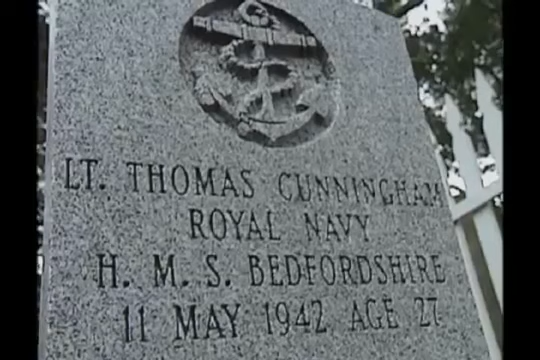 LT. THOMAS CUNNINGHAM
ROYAL NAVY
H. M. S. BEDFORDSHIRE
11 MAY 1942 AGE 27